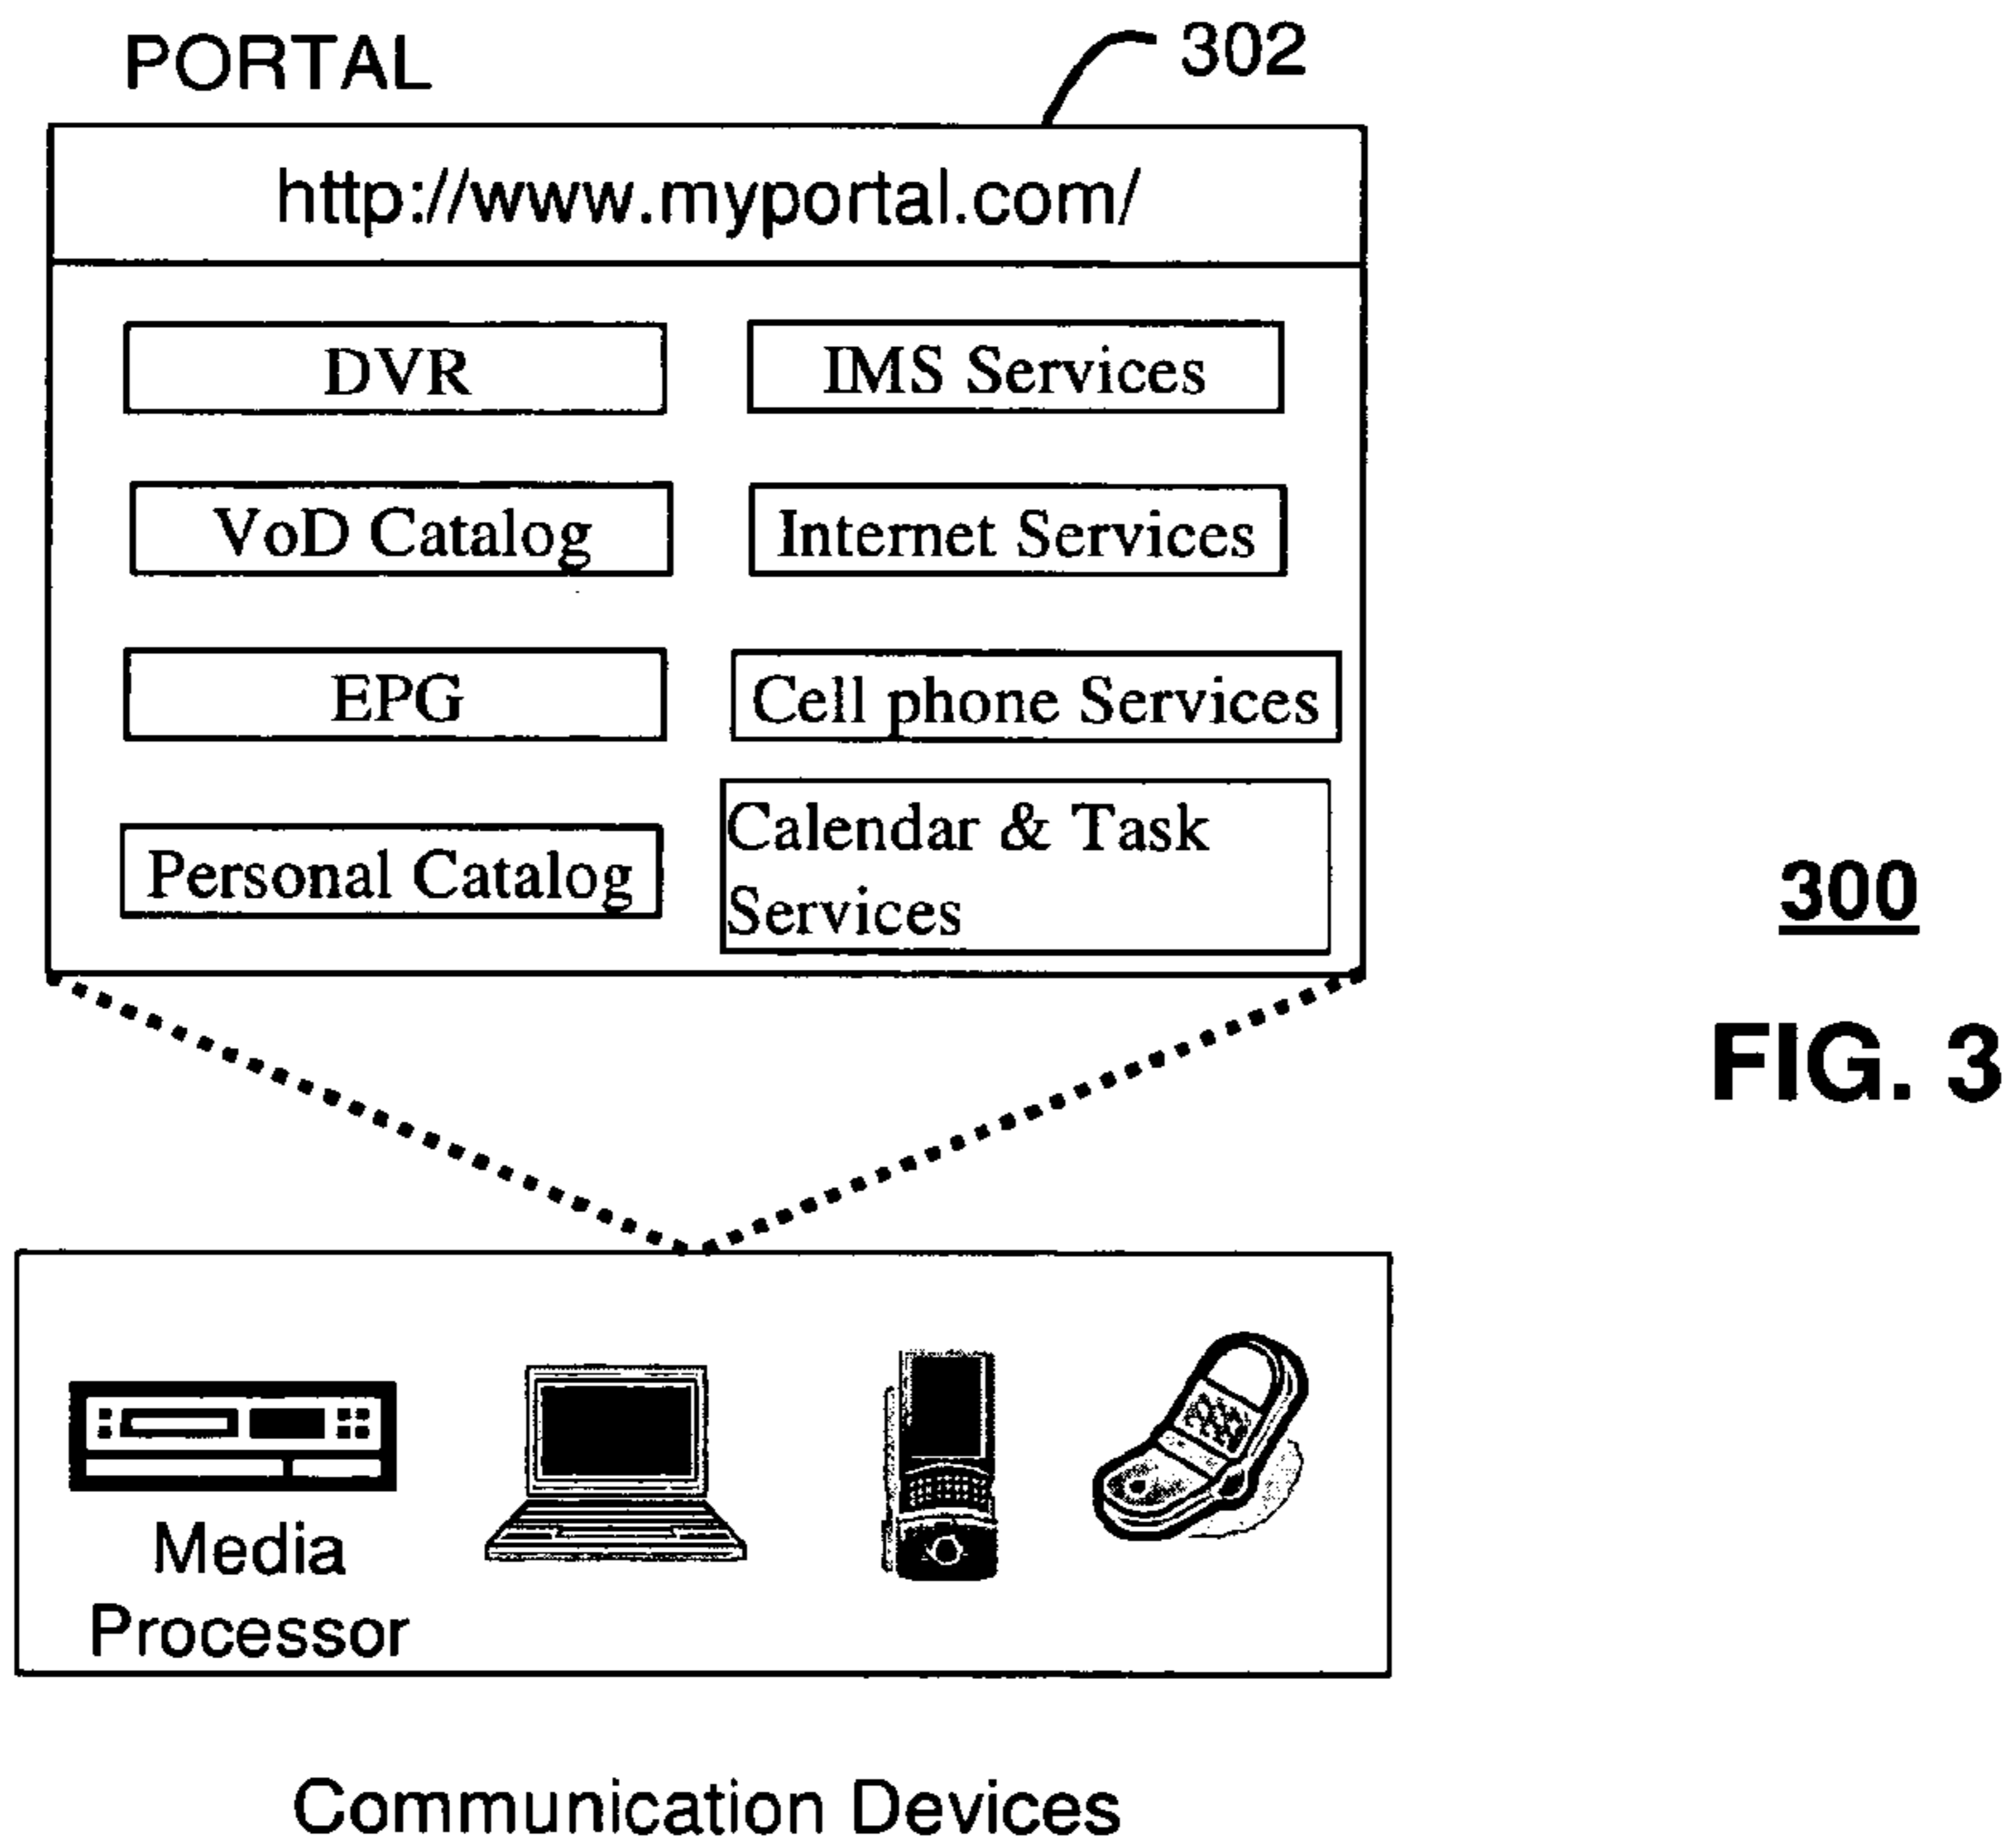 PORTAL
302
http://www.myportal.com/
DVR
IMS Services
VoD Catalog
Internet Services
EPG
Cell phone Services
Personal Catalog
Calendar & Task
Services
300
FIG. 3
Media
Processor
Communication Devices